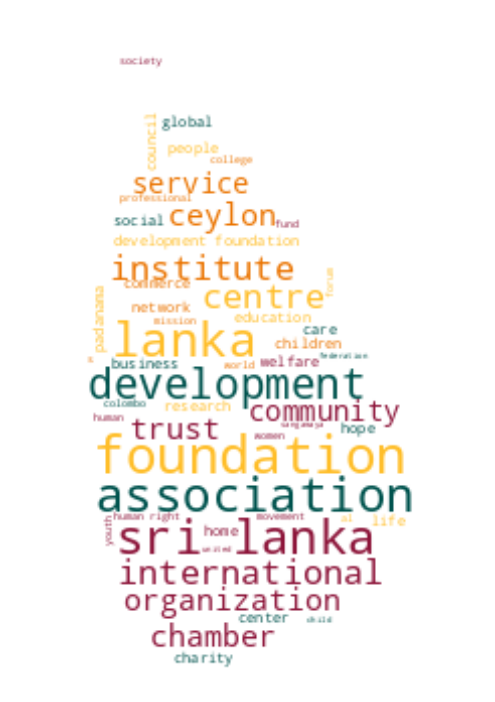 society
council
global
people
college
service
professional
social ceylon fund
development foundation
institute
commerce
centre
forum
padanama
network
education
mission
lanka
care
children
federation
business
world welfare
development
colombo
research
community
human
trust
sangamaya
women
hope
foundation
association
youth
human right
movement
al
life
sri lanka
home
united
international
organization
center
child
chamber
charity